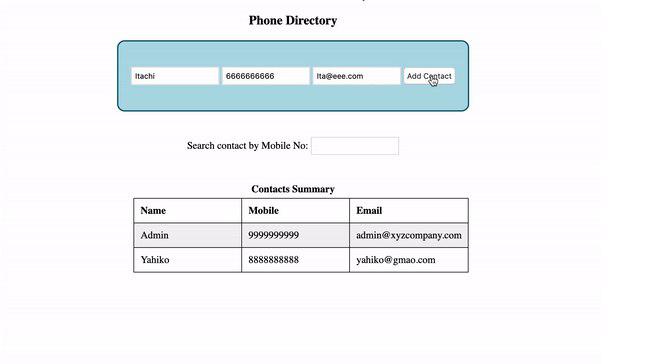 Phone Directory
Itachi 6666666666 Ita@eee.com Add Contact
Search contact by Mobile No:
Contacts Summary
Name Mobile Email
Admin 9999999999 admin@xyzcompany.com
Yahiko 8888888888 yahiko@gmao.com